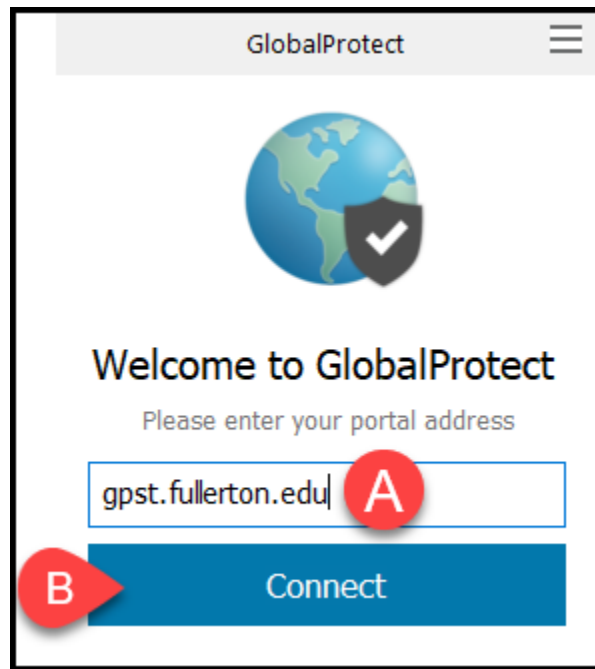 GlobalProtect
Welcome to GlobalProtect
Please enter your portal address
gpst.fullerton.edu A
B Connect